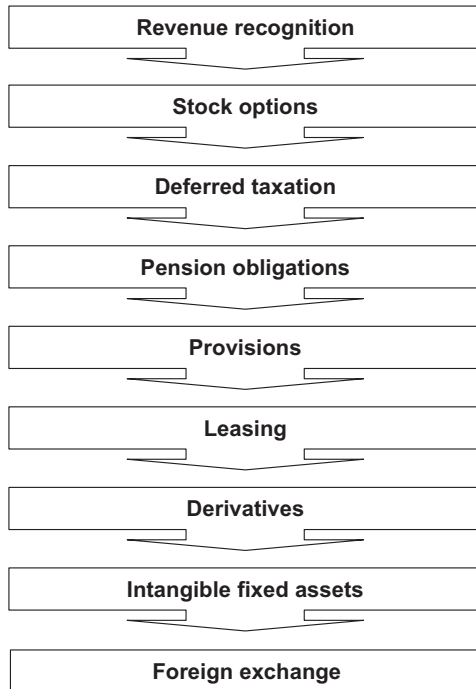 Revenue recognition
Stock options
Deferred taxation
Pension obligations
Provisions
Leasing
Derivatives
Intangible fixed assets
Foreign exchange